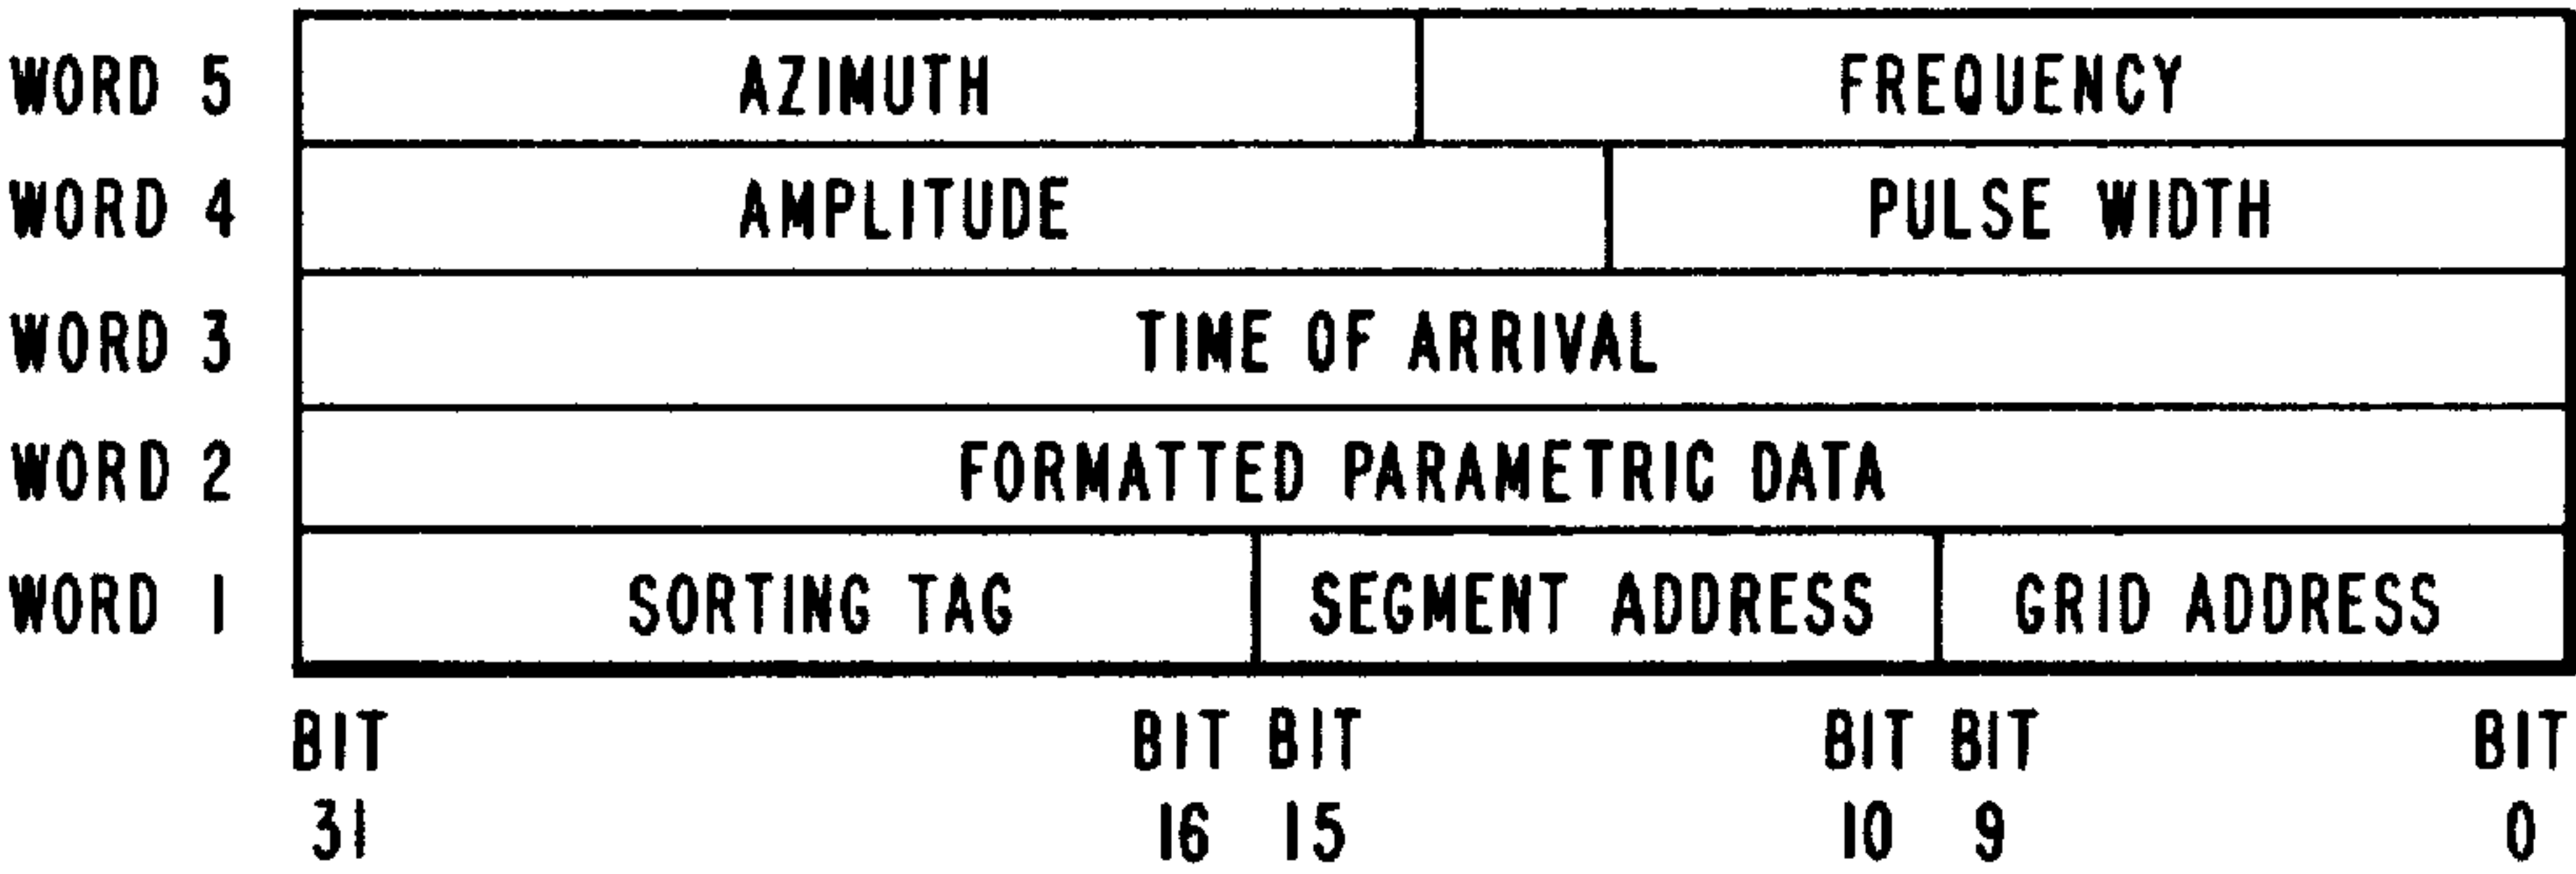 WORD 5 AZIMUTH FREQUENCY
WORD 4 AMPLITUDE PULSE WIDTH
WORD 3 TIME OF ARRIVAL
WORD 2 FORMATTED PARAMETRIC DATA
WORD 1 SORTING TAG SEGMENT ADDRESS GRID ADDRESS
BIT BIT BIT BIT BIT BIT
31 16 15 10 9 0